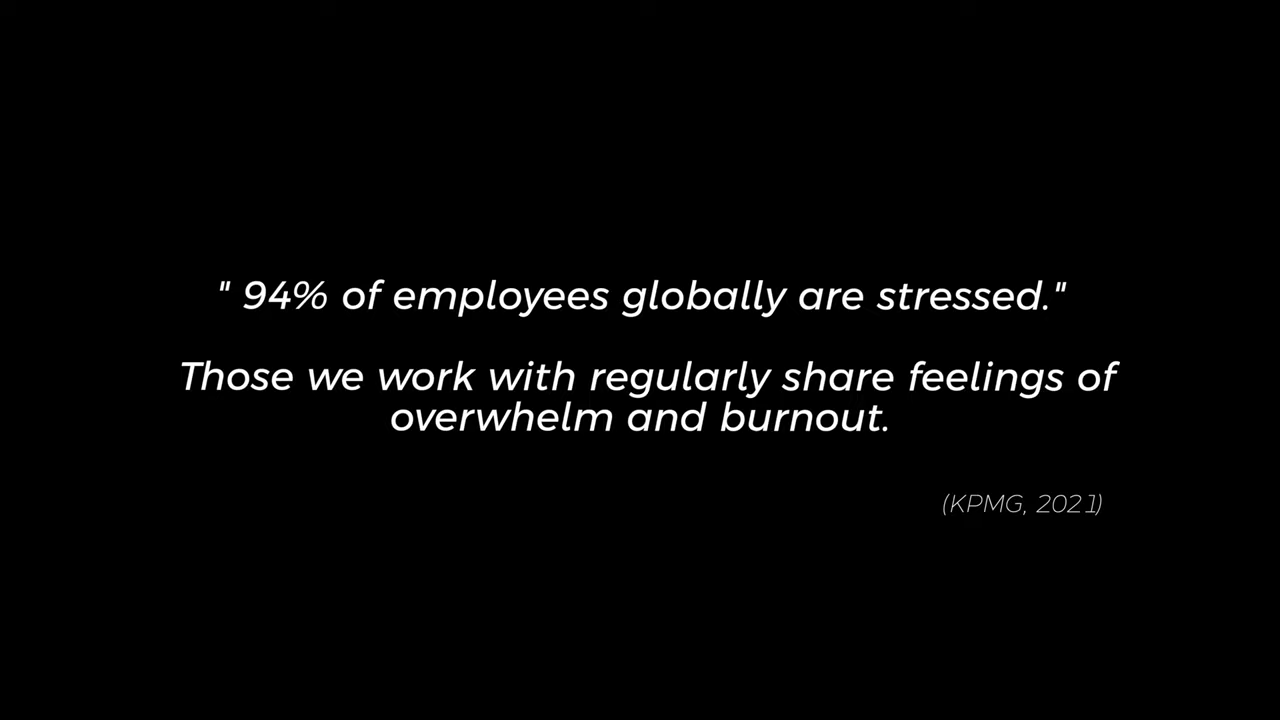 " 94% of employees globally are stressed."
Those we work with regularly share feelings of
overwhelm and burnout.
(KPMG, 2021)